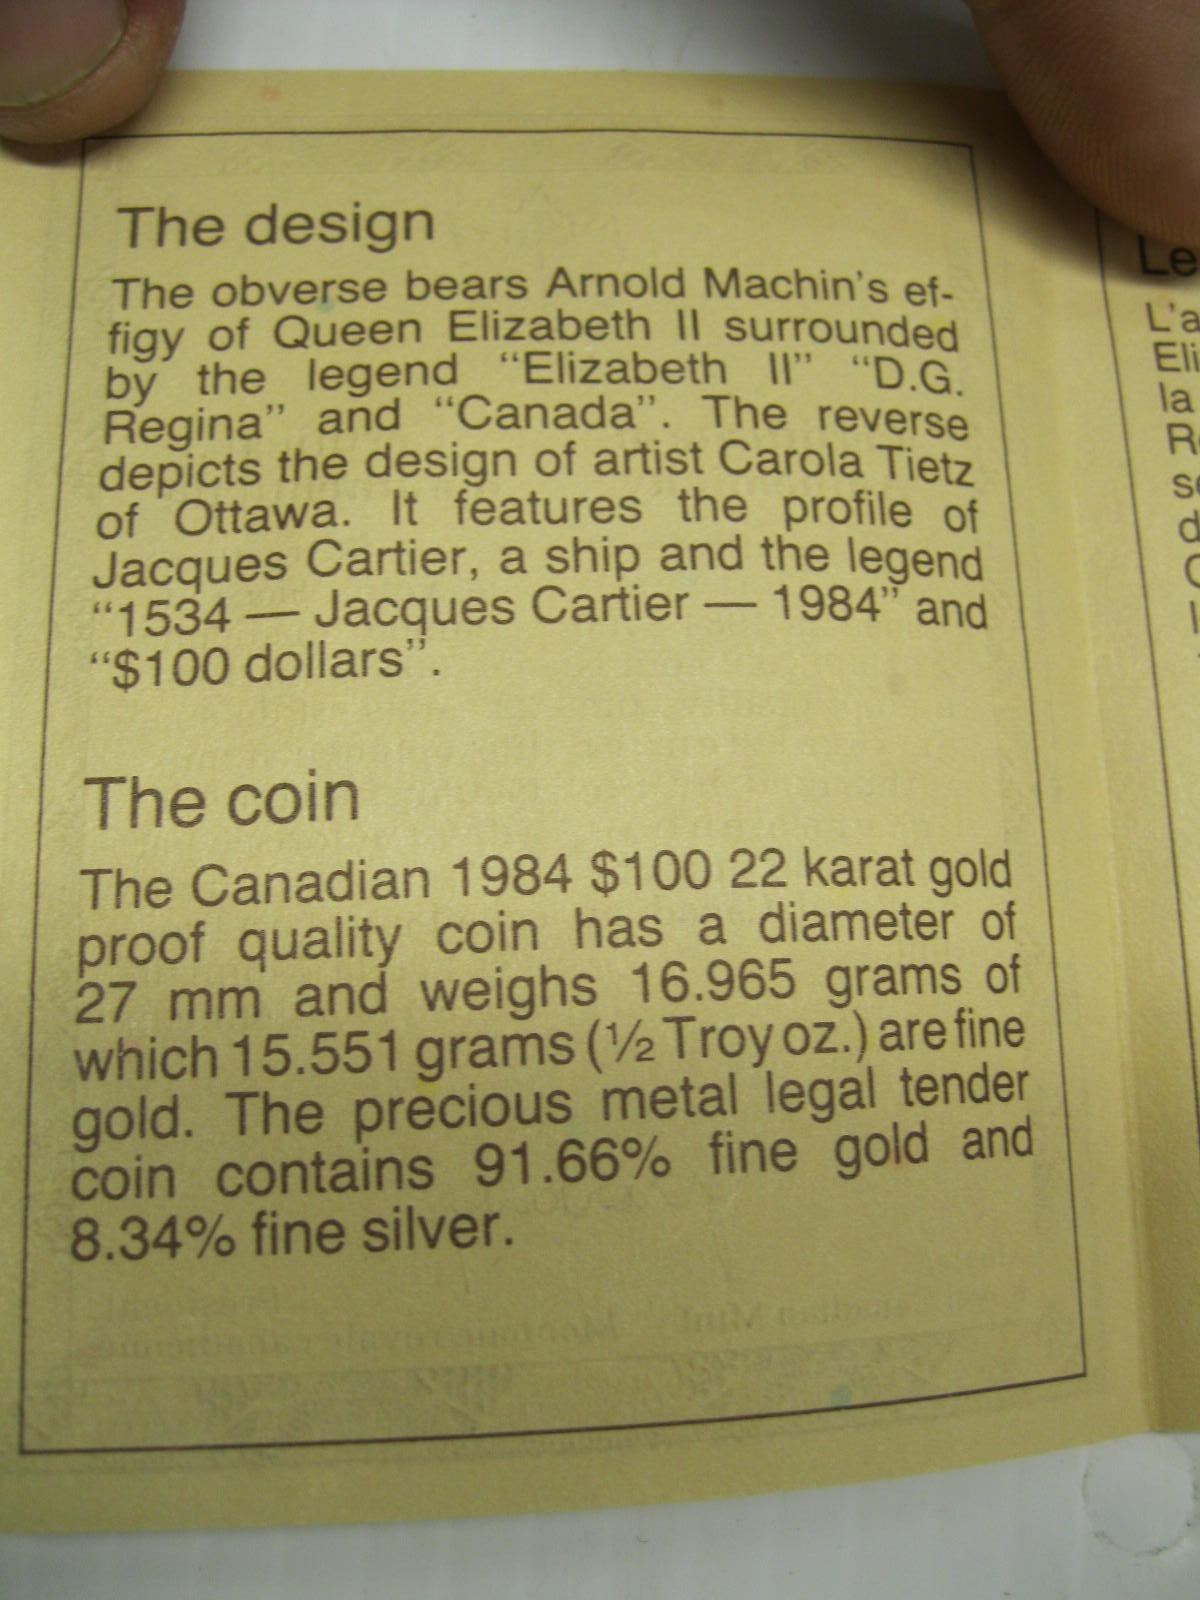 The design
The obverse bears Arnold Machin's ef-
figy of Queen Elizabeth II surrounded
by the legend “Elizabeth II” “D.G.
Regina” and “Canada”. The reverse
depicts the design of artist Carola Tietz
of Ottawa. It features the profile of
Jacques Cartier, a ship and the legend
“1534 — Jacques Cartier — 1984” and
“$100 dollars”.
The coin
The Canadian 1984 $100 22 karat gold
proof quality coin has a diameter of
27 mm and weighs 16.965 grams of
which 15.551 grams (½ Troy oz.) are fine
gold. The precious metal legal tender
coin contains 91.66% fine gold and
8.34% fine silver.
Le
L'a
Eli
la